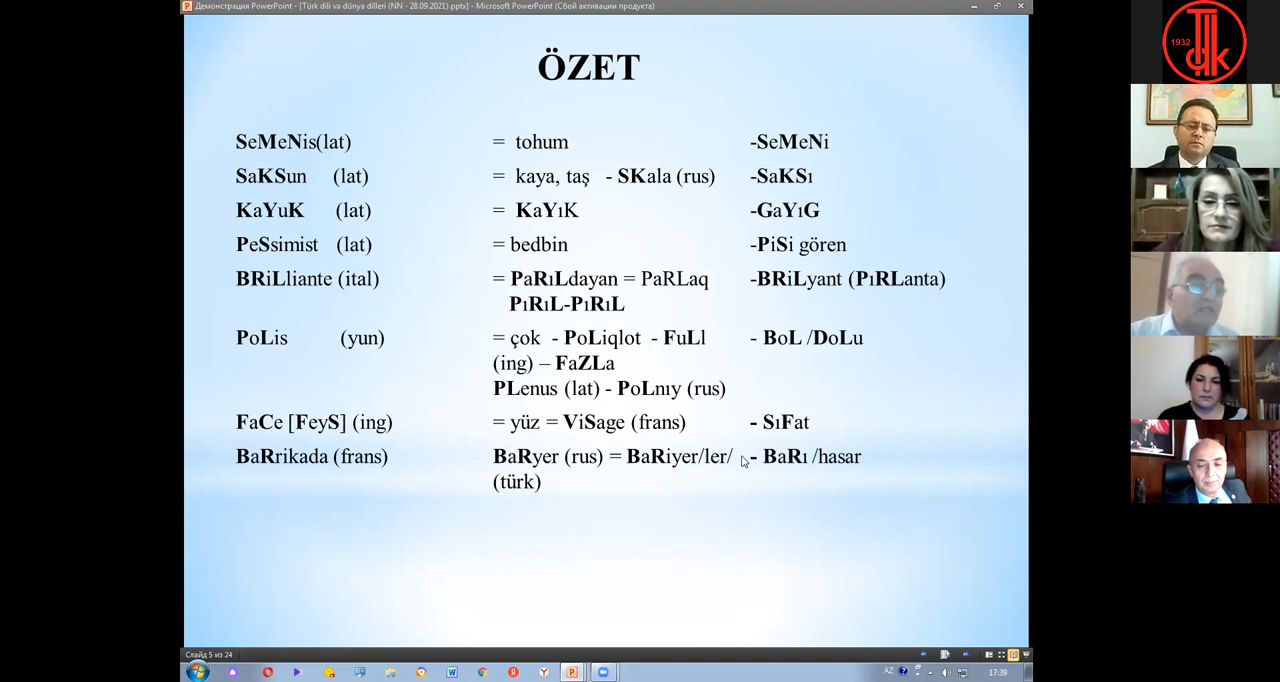 Демонстрация PowerPoint - [Türk dili və dünya dilleri (NN - 28.09.2021).pptx] - Microsoft PowerPoint (Сбой активации продукта)
ÖZET
SeMeNis(lat) = tohum -SeMeNi
SaKSun (lat) = kaya, taş - SKala (rus) -SaKSı
KaYuK (lat) = KaYıK -GaYıG
PeSsimist (lat) = bedbin -PiSi gören
BRiLliante (ital) = PaRıLdayan = PaRLaq -BRiLyant (PıRLanta)
PıRıL-PıRıL
PoLis (yun) = çok - PoLiqlot - FuLl - BoL /DoLu
(ing) – FaZLa
PLenus (lat) - PoLnıy (rus)
FaCe [FeyS] (ing) = yüz = ViSage (frans) - SıFat
BaRrikada (frans) BaRyer (rus) = BaRiyer/ler/ - BaRı /hasar
(türk)
Слайд 5 из 24
AZ
17:39
1932